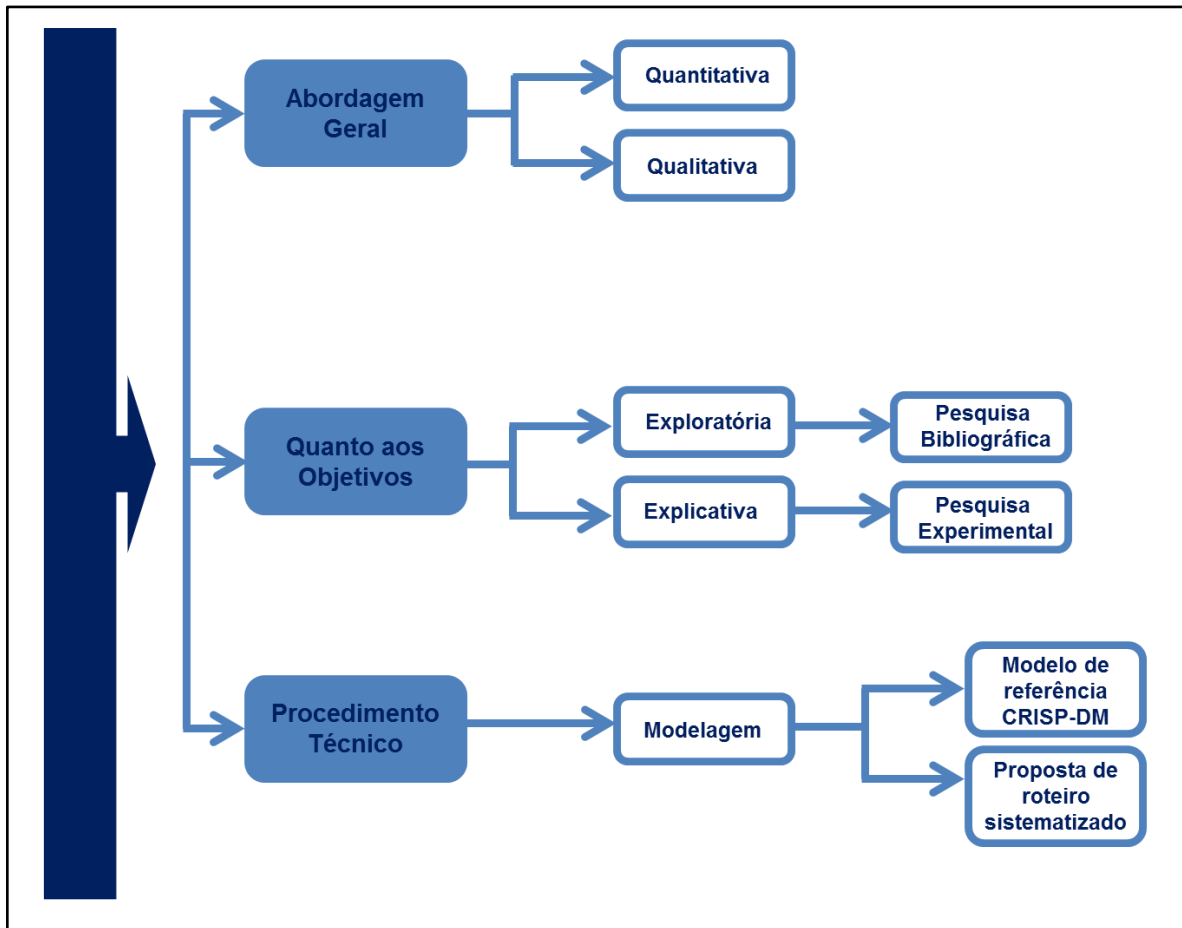 Abordagem
Geral
Quantitativa
Qualitativa
Quanto aos
Objetivos
Exploratória
Pesquisa
Bibliográfica
Explicativa
Pesquisa
Experimental
Procedimento
Técnico
Modelagem
Modelo de
referência
CRISP-DM
Proposta de
roteiro
sistematizado